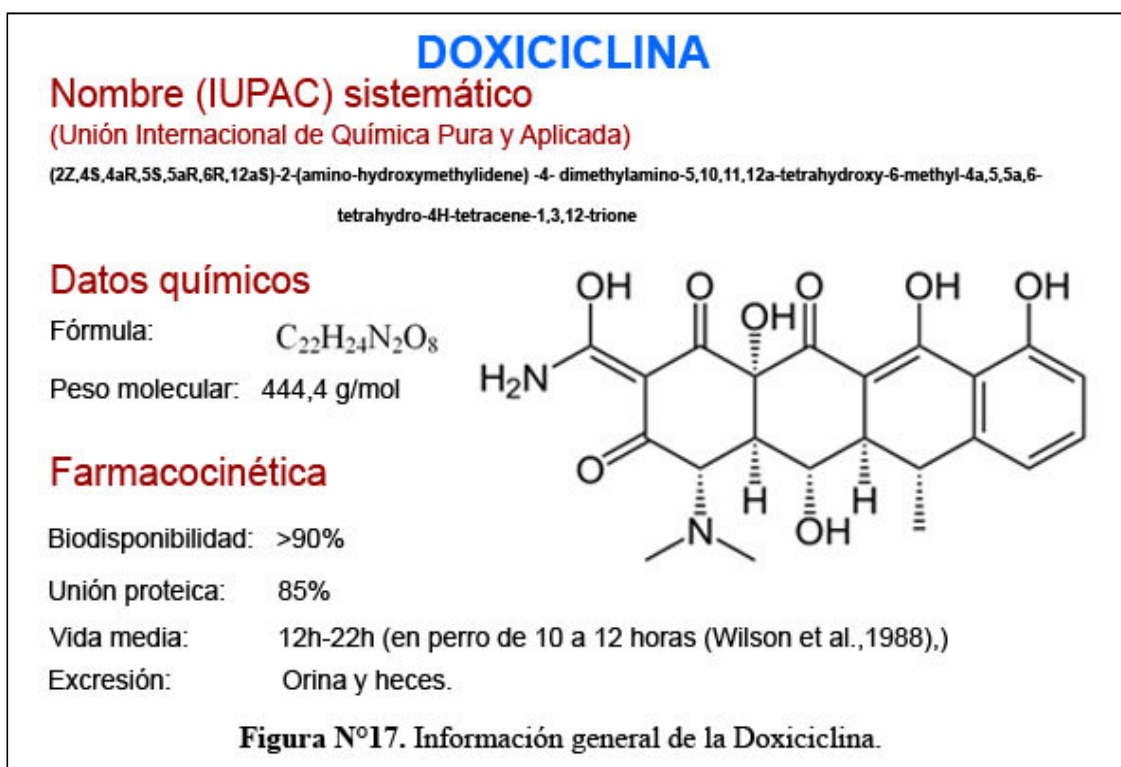 DOXICICLINA
Nombre (IUPAC) sistemático
(Unión Internacional de Química Pura y Aplicada)
(2Z,4S,4aR,5S,5aR,6R,12aS)-2-(amino-hydroxymethylidene) -4- dimethylamino-5,10,11,12a-tetrahydroxy-6-methyl-4a,5,5a,6-
tetrahydro-4H-tetracene-1,3,12-trione
Datos químicos
Fórmula: C₂₂H₂₄N₂O₈
Peso molecular: 444,4 g/mol
OH O OH O OH OH
H₂N
O
H H
N OH
Farmacocinética
Biodisponibilidad: >90%
Unión proteica: 85%
Vida media: 12h-22h (en perro de 10 a 12 horas (Wilson et al.,1988),)
Excresión: Orina y heces.
Figura N°17. Información general de la Doxiciclina.